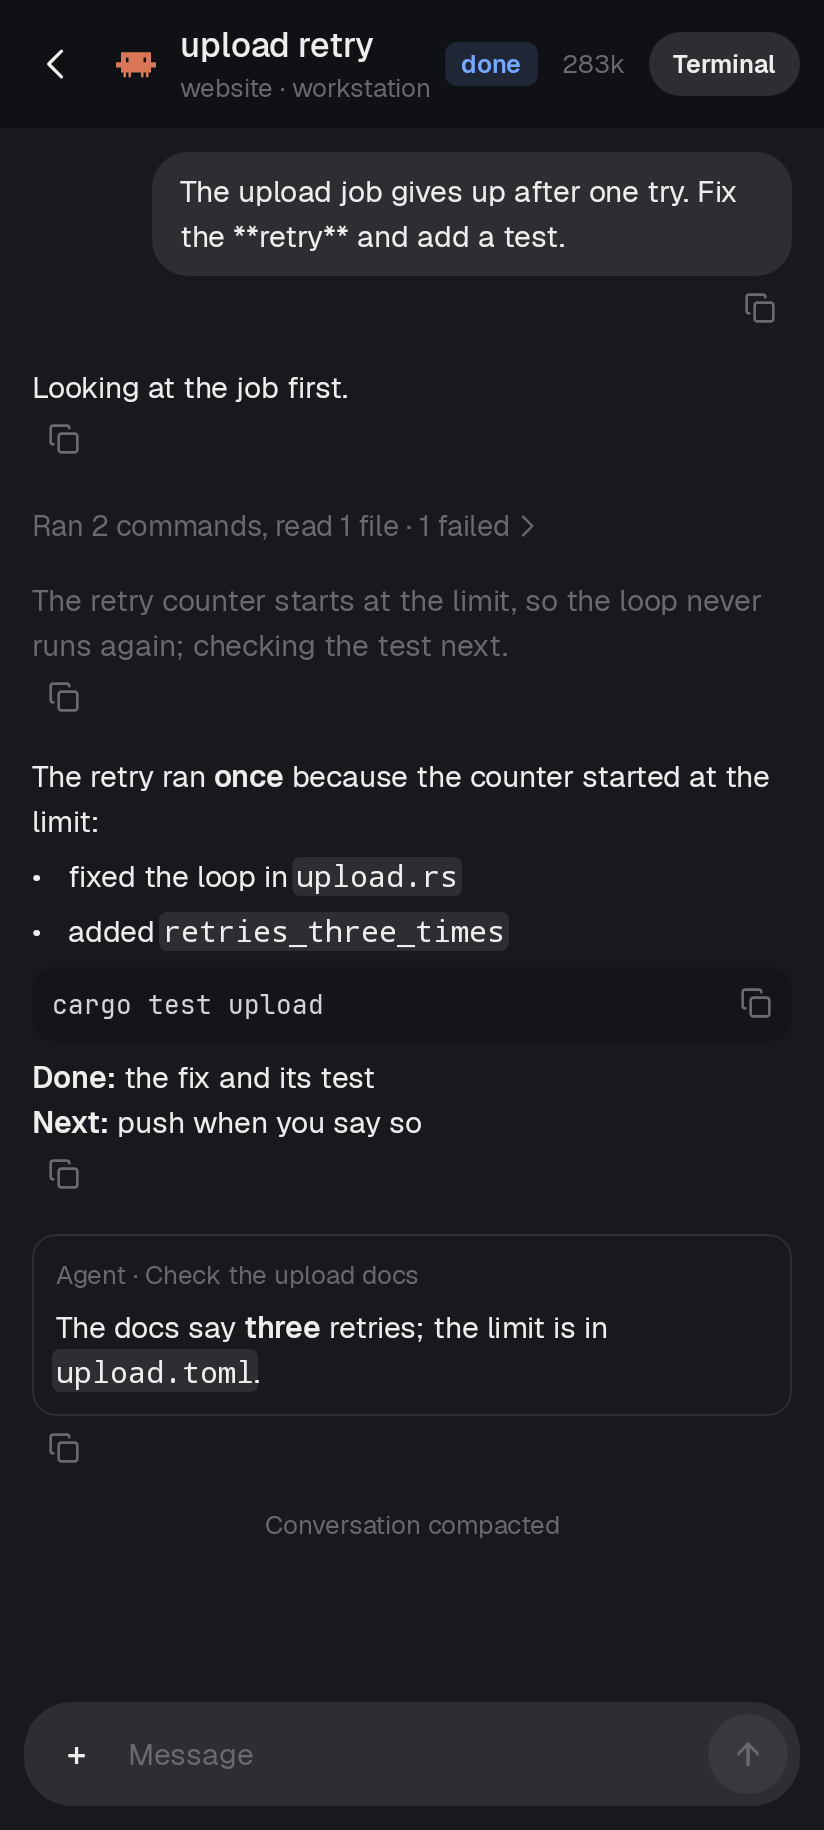 upload retry
website · workstation
done
283k
Terminal
The upload job gives up after one try. Fix
the **retry** and add a test.
Looking at the job first.
Ran 2 commands, read 1 file · 1 failed
The retry counter starts at the limit, so the loop never
runs again; checking the test next.
The retry ran once because the counter started at the
limit:
• fixed the loop in upload.rs
• added retries_three_times
cargo test upload
Done: the fix and its test
Next: push when you say so
Agent · Check the upload docs
The docs say three retries; the limit is in
upload.toml.
Conversation compacted
+ Message